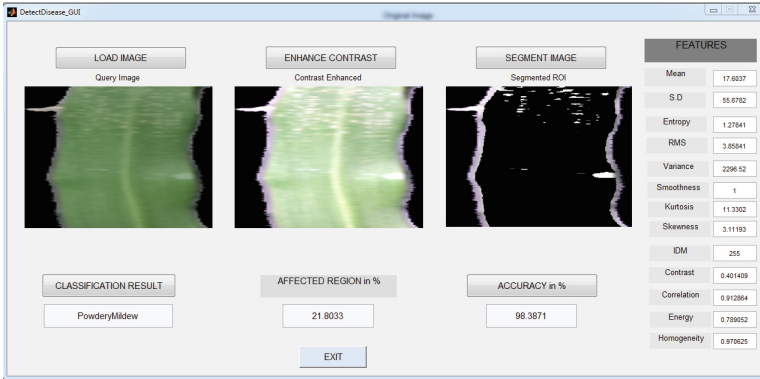 DetectDisease_GUI
Original Image
LOAD IMAGE
ENHANCE CONTRAST
SEGMENT IMAGE
Query Image
Contrast Enhanced
Segmented ROI
FEATURES
Mean 17.6037
S.D 55.6782
Entropy 1.27841
RMS 3.85841
Variance 2296.52
Smoothness 1
Kurtosis 11.3302
Skewness 3.11193
IDM 255
Contrast 0.401409
Correlation 0.912864
Energy 0.789052
Homogeneity 0.970625
CLASSIFICATION RESULT
AFFECTED REGION in %
ACCURACY in %
PowderyMildew
21.8033
98.3871
EXIT